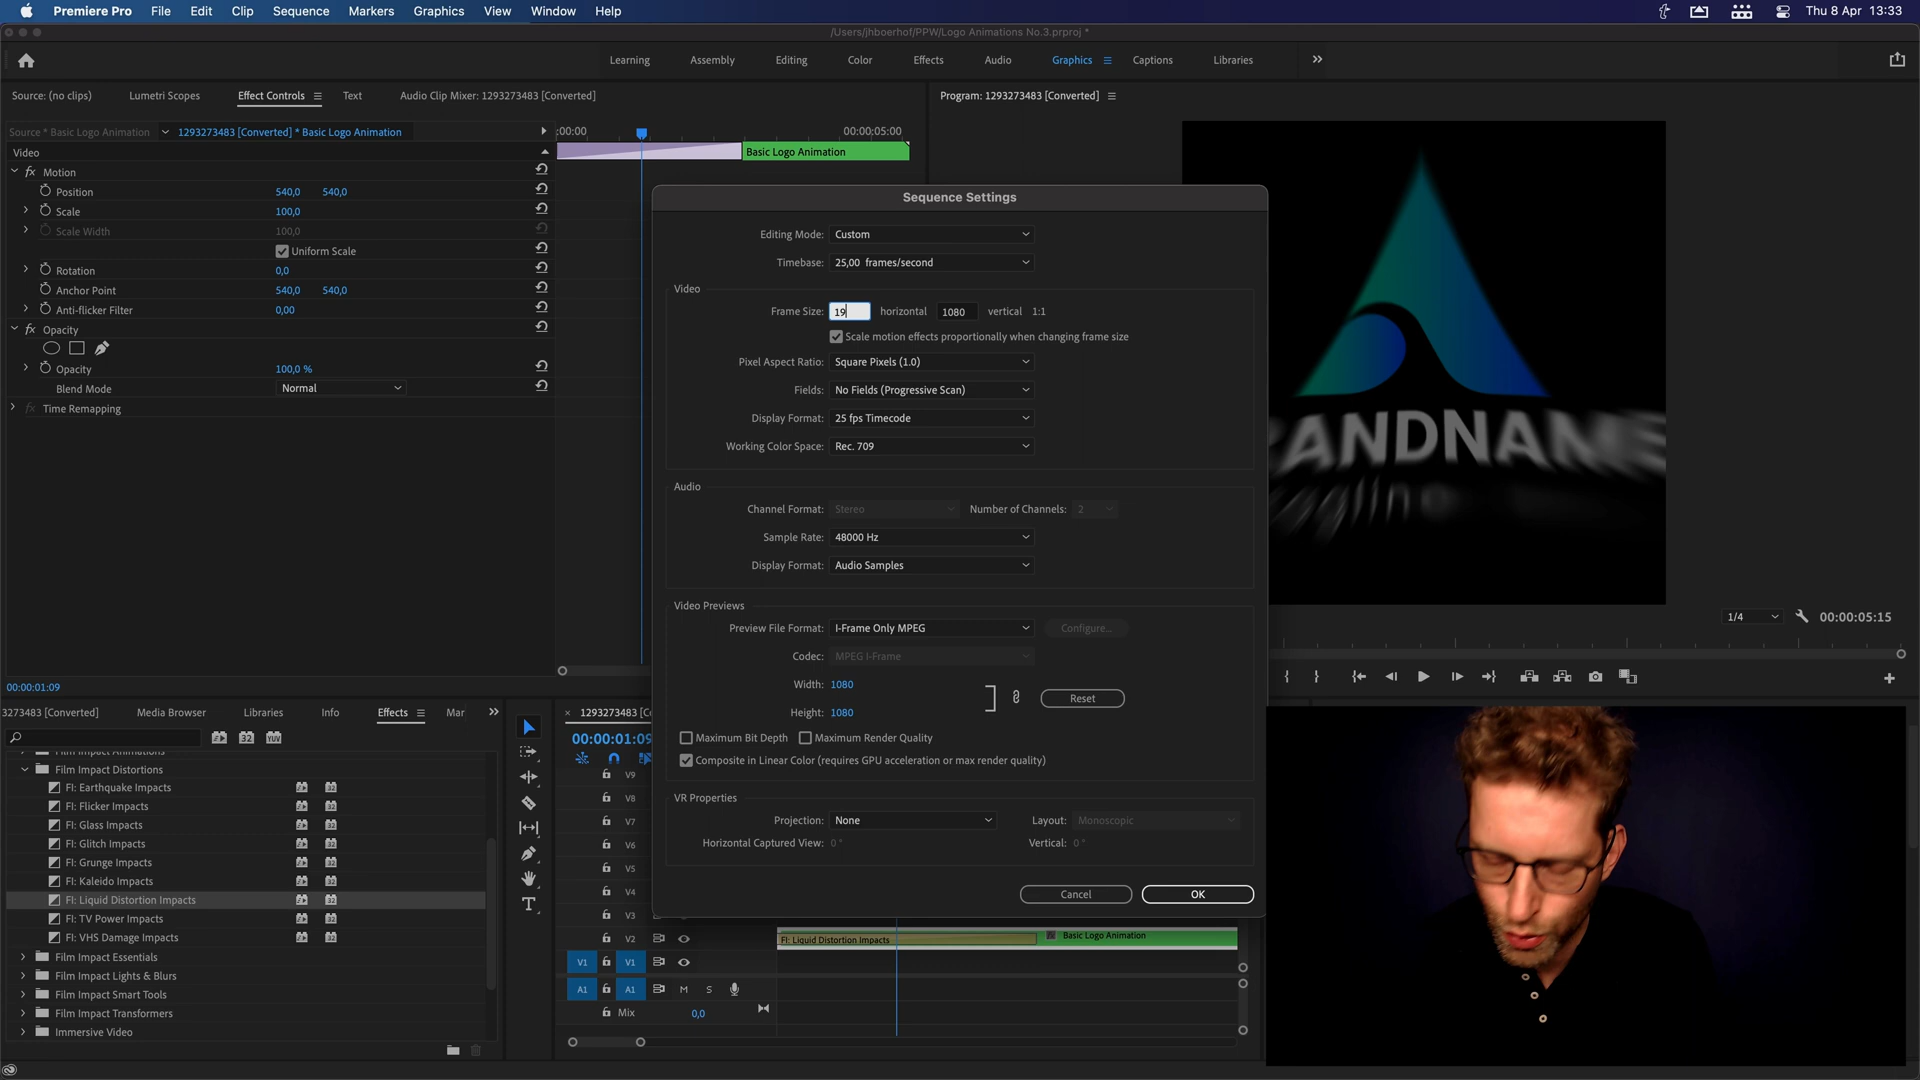 Premiere Pro File Edit Clip Sequence Markers Graphics View Window Help Thu 8 Apr 13:33
/Users/jhboerhof/PPW/Logo Animations No.3.prproj *
Learning Assembly Editing Color Effects Audio Graphics Captions Libraries
Source: (no clips) Lumetri Scopes Effect Controls Text Audio Clip Mixer: 1293273483 [Converted] Program: 1293273483 [Converted]
Source * Basic Logo Animation 1293273483 [Converted] * Basic Logo Animation :00:00 00:00:05:00
Video Basic Logo Animation
fx Motion
Position 540,0 540,0
Scale 100,0
Scale Width 100,0
Uniform Scale
Rotation 0,0
Anchor Point 540,0 540,0
Anti-flicker Filter 0,00
fx Opacity
Opacity 100,0 %
Blend Mode Normal
fx Time Remapping
00:00:01:09
Sequence Settings
Editing Mode: Custom
Timebase: 25,00 frames/second
Video
Frame Size: 19 horizontal 1080 vertical 1:1
Scale motion effects proportionally when changing frame size
Pixel Aspect Ratio: Square Pixels (1.0)
Fields: No Fields (Progressive Scan)
Display Format: 25 fps Timecode
Working Color Space: Rec. 709
Audio
Channel Format: Stereo Number of Channels: 2
Sample Rate: 48000 Hz
Display Format: Audio Samples
Video Previews
Preview File Format: I-Frame Only MPEG Configure...
Codec: MPEG I-Frame
Width: 1080
Height: 1080
Reset
Maximum Bit Depth Maximum Render Quality
Composite in Linear Color (requires GPU acceleration or max render quality)
VR Properties
Projection: None Layout: Monoscopic
Horizontal Captured View: 0° Vertical: 0°
Cancel OK
ANDNAME
1/4 00:00:05:15
3273483 [Converted] Media Browser Libraries Info Effects Mar
32 YUV
Film Impact Animations
Film Impact Distortions
FI: Earthquake Impacts
FI: Flicker Impacts
FI: Glass Impacts
FI: Glitch Impacts
FI: Grunge Impacts
FI: Kaleido Impacts
FI: Liquid Distortion Impacts
FI: TV Power Impacts
FI: VHS Damage Impacts
Film Impact Essentials
Film Impact Lights & Blurs
Film Impact Smart Tools
Film Impact Transformers
Immersive Video
× 1293273483 [C
00:00:01:09
V9
V8
V7
V6
V5
V4
V3
V2 FI: Liquid Distortion Impacts Basic Logo Animation
V1 V1
A1 A1 M S
Mix 0,0